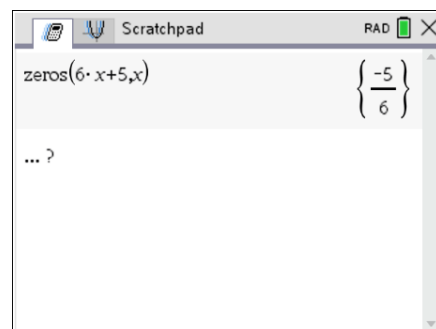 Scratchpad RAD
zeros(6·x+5,x) {-5/6}
... ?